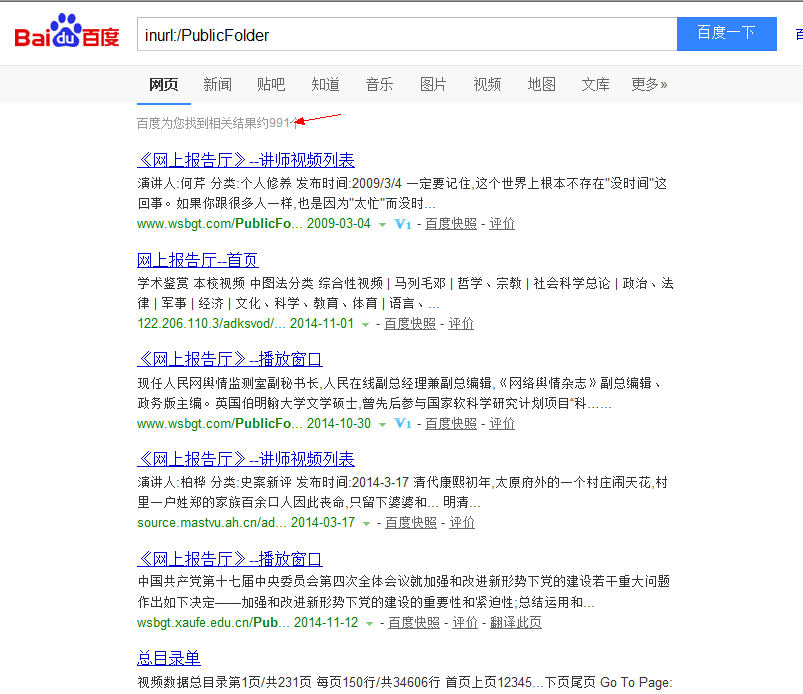 Bai du 百度
inurl:/PublicFolder
百度一下
网页 新闻 贴吧 知道 音乐 图片 视频 地图 文库 更多»
百度为您找到相关结果约991个
《网上报告厅》--讲师视频列表
演讲人:何芹 分类:个人修养 发布时间:2009/3/4 一定要记住,这个世界上根本不存在"没时间"这
回事。如果你跟很多人一样,也是因为"太忙"而没时...
www.wsbgt.com/PublicFo... 2009-03-04 V1 - 百度快照 - 评价
网上报告厅--首页
学术鉴赏 本校视频 中图法分类 综合性视频 | 马列毛邓 | 哲学、宗教 | 社会科学总论 | 政治、法
律 | 军事 | 经济 | 文化、科学、教育、体育 | 语言、...
122.206.110.3/adksvod/... 2014-11-01 - 百度快照 - 评价
《网上报告厅》--播放窗口
现任人民网舆情监测室副秘书长,人民在线副总经理兼副总编辑,《网络舆情杂志》副总编辑、
政务版主编。英国伯明翰大学文学硕士,曾先后参与国家软科学研究计划项目“科......
www.wsbgt.com/PublicFo... 2014-10-30 V1 - 百度快照 - 评价
《网上报告厅》--讲师视频列表
演讲人:柏桦 分类:史案新评 发布时间:2014-3-17 清代康熙初年,太原府外的一个村庄闹天花,村
里一户姓郑的家族百余口人因此丧命,只留下婆婆和... 明清...
source.mastvu.ah.cn/ad... 2014-03-17 - 百度快照 - 评价
《网上报告厅》--播放窗口
中国共产党第十七届中央委员会第四次全体会议就加强和改进新形势下党的建设若干重大问题
作出如下决定——加强和改进新形势下党的建设的重要性和紧迫性;总结运用和...
wsbgt.xaufe.edu.cn/Pub... 2014-11-12 - 百度快照 - 评价 - 翻译此页
总目录单
视频数据总目录第1页/共231页 每页150行/共34606行 首页上页12345...下页尾页 Go To Page: